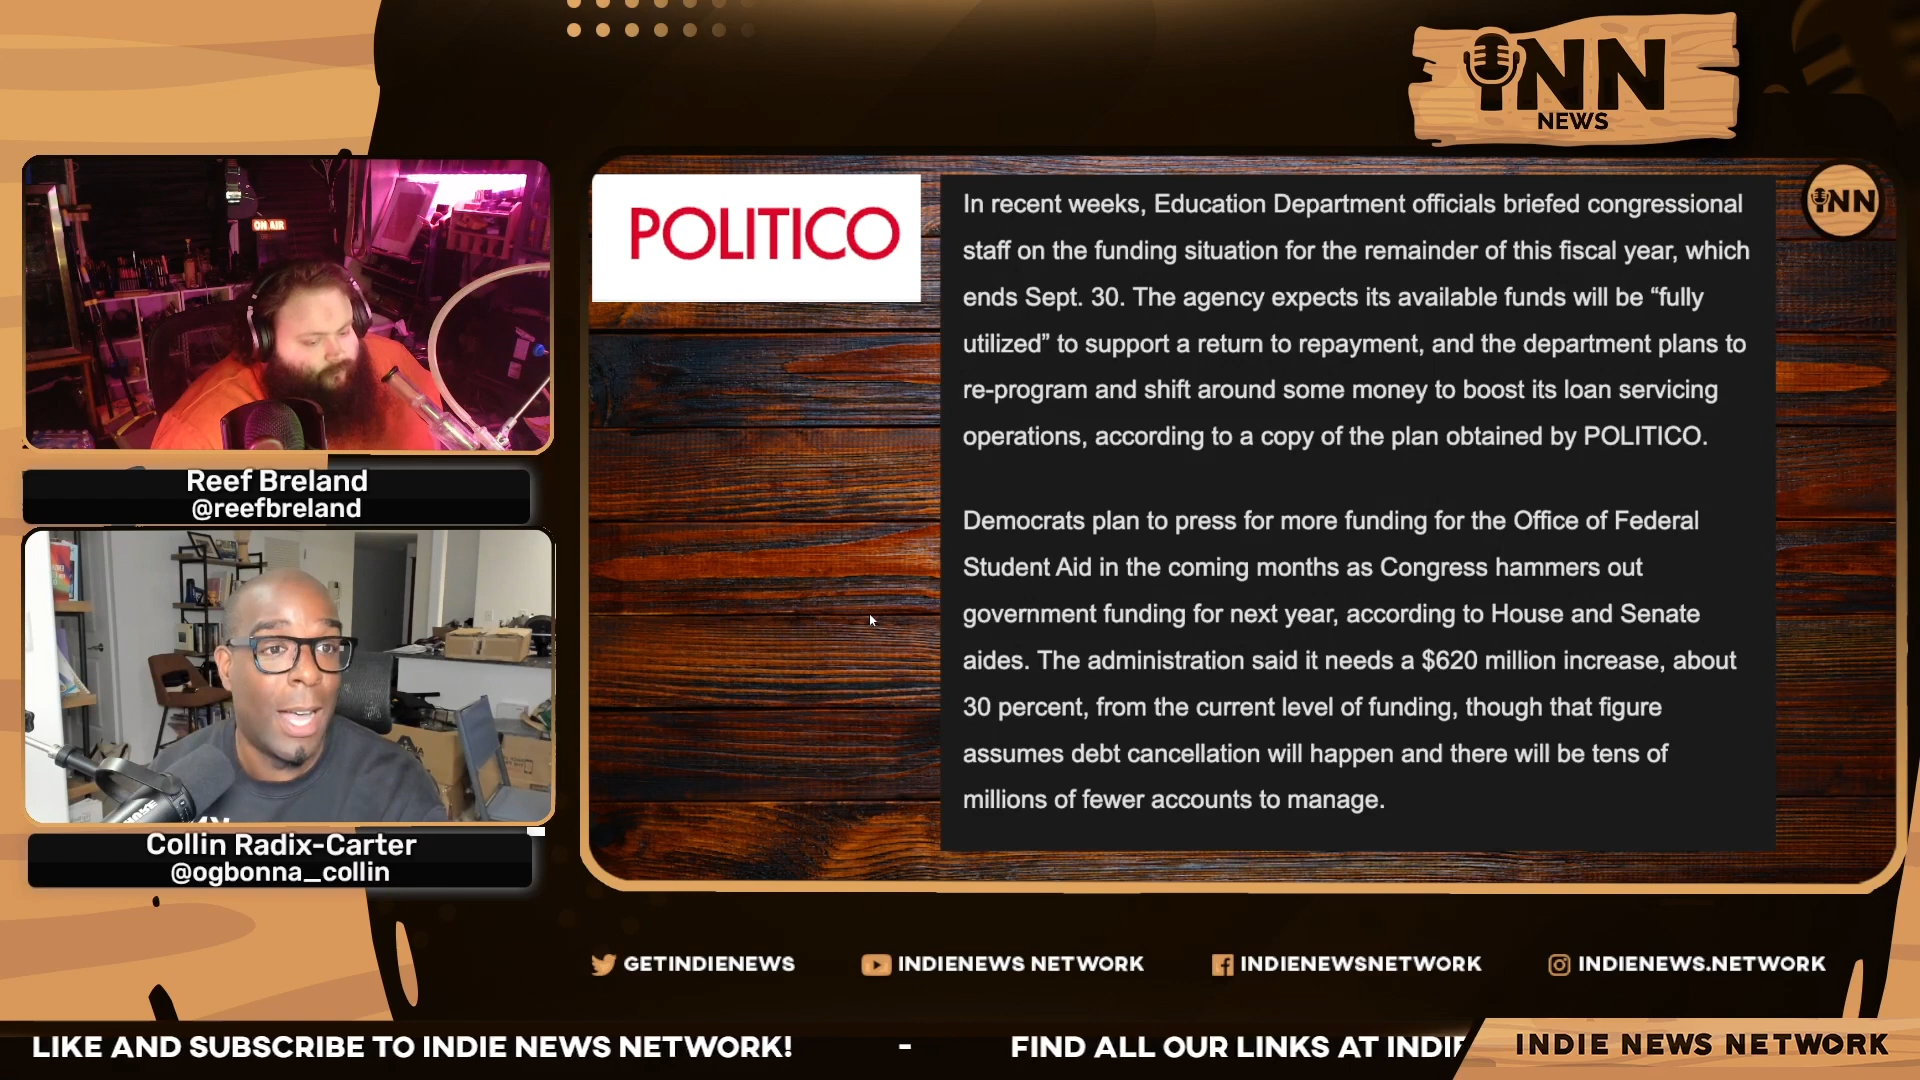 iNN
NEWS
ON AIR
POLITICO
iNN
In recent weeks, Education Department officials briefed congressional
staff on the funding situation for the remainder of this fiscal year, which
ends Sept. 30. The agency expects its available funds will be “fully
utilized” to support a return to repayment, and the department plans to
re-program and shift around some money to boost its loan servicing
operations, according to a copy of the plan obtained by POLITICO.
Democrats plan to press for more funding for the Office of Federal
Student Aid in the coming months as Congress hammers out
government funding for next year, according to House and Senate
aides. The administration said it needs a $620 million increase, about
30 percent, from the current level of funding, though that figure
assumes debt cancellation will happen and there will be tens of
millions of fewer accounts to manage.
Reef Breland
@reefbreland
Collin Radix-Carter
@ogbonna_collin
GETINDIENEWS
INDIENEWS NETWORK
INDIENEWSNETWORK
INDIENEWS.NETWORK
LIKE AND SUBSCRIBE TO INDIE NEWS NETWORK! - FIND ALL OUR LINKS AT
INDIE NEWS NETWORK